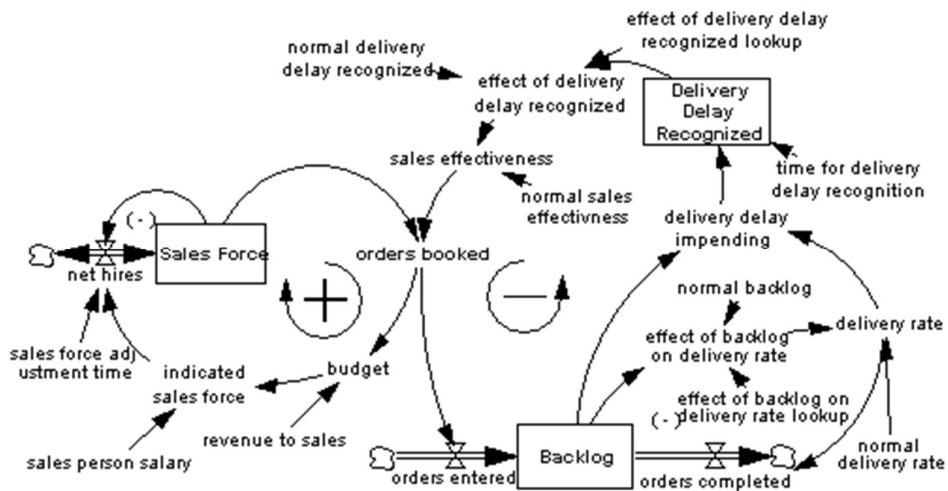 effect of delivery delay
recognized lookup
normal delivery
delay recognized
effect of delivery
delay recognized
Delivery
Delay
Recognized
sales effectiveness
time for delivery
delay recognition
normal sales
effectivness
(-)
Sales Force
net hires
orders booked
delivery delay
impending
+
—
normal backlog
delivery rate
effect of backlog
on delivery rate
sales force adj
ustment time
indicated
sales force
budget
effect of backlog on
delivery rate lookup
(-)
revenue to sales
sales person salary
normal
delivery rate
Backlog
orders entered
orders completed